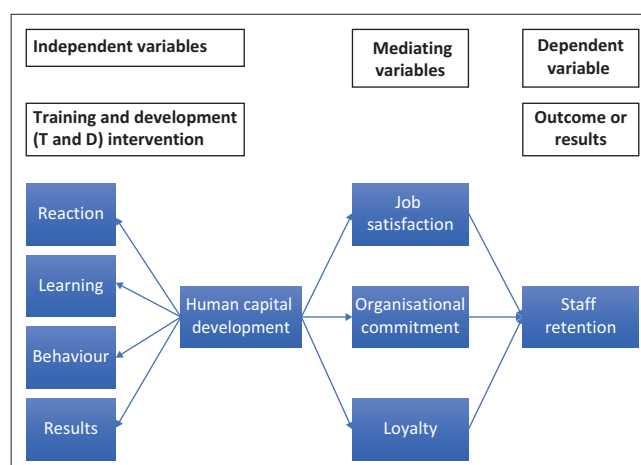 Independent variables
Mediating
variables
Dependent
variable
Training and development
(T and D) intervention
Outcome or
results
Reaction
Learning
Behaviour
Results
Human capital
development
Job
satisfaction
Organisational
commitment
Loyalty
Staff
retention